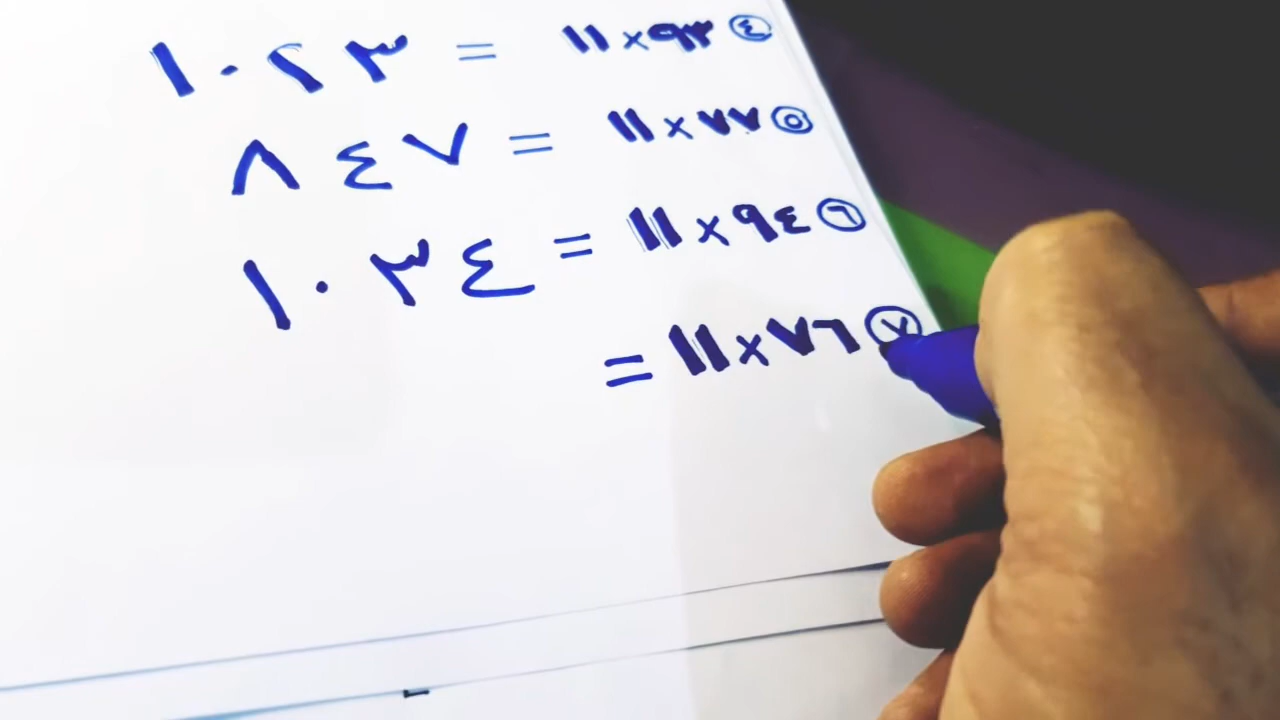 ④ ٩٣ × ١١ = ١٠٢٣
⑤ ٧٧ × ١١ = ٨٤٧
⑥ ٩٤ × ١١ = ١٠٣٤
⑦ ٧٦ × ١١ =